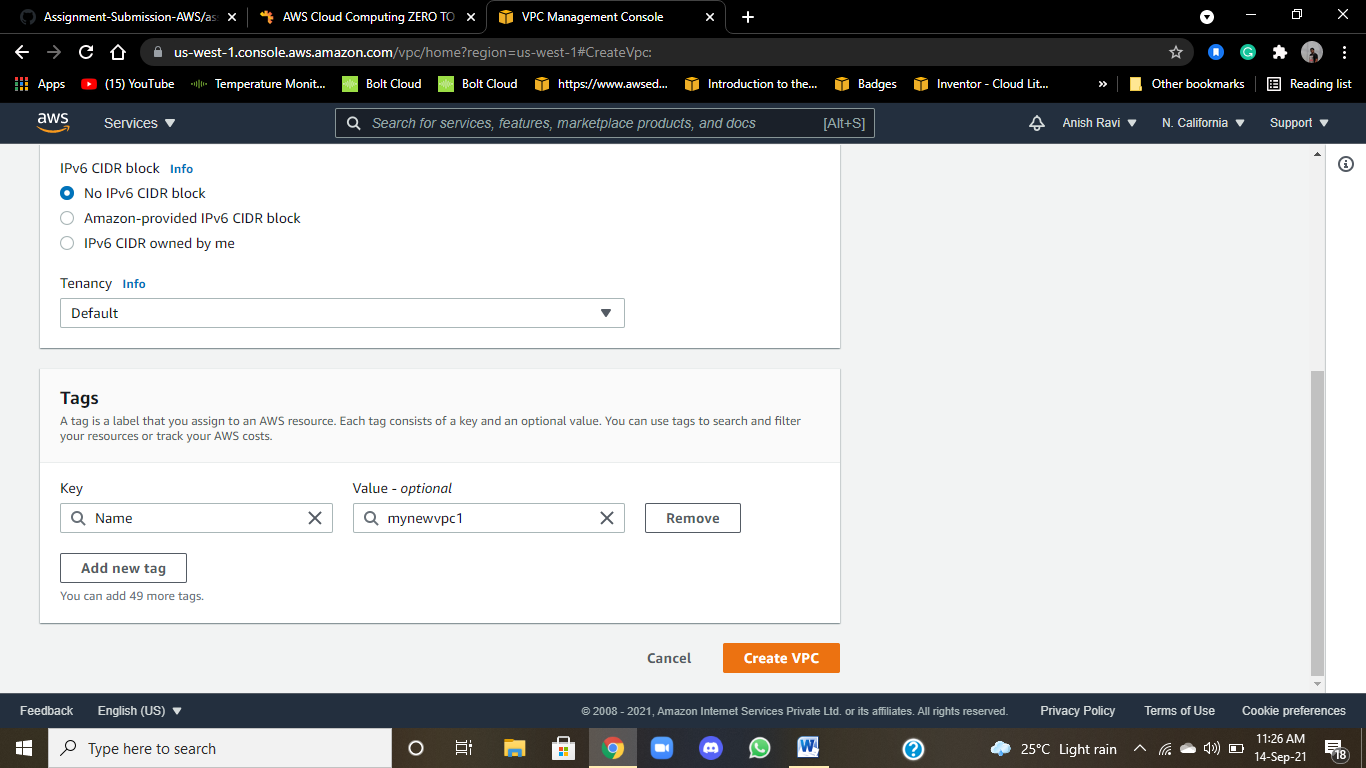 Assignment-Submission-AWS/as
AWS Cloud Computing ZERO TO
VPC Management Console
us-west-1.console.aws.amazon.com/vpc/home?region=us-west-1#CreateVpc:
Apps
(15) YouTube
Temperature Monit...
Bolt Cloud
Bolt Cloud
https://www.awsed...
Introduction to the...
Badges
Inventor - Cloud Lit...
»
Other bookmarks
Reading list
aws
Services
Search for services, features, marketplace products, and docs
[Alt+S]
Anish Ravi
N. California
Support
IPv6 CIDR block Info
No IPv6 CIDR block
Amazon-provided IPv6 CIDR block
IPv6 CIDR owned by me
Tenancy Info
Default
Tags
A tag is a label that you assign to an AWS resource. Each tag consists of a key and an optional value. You can use tags to search and filter
your resources or track your AWS costs.
Key
Value - optional
Name
mynewvpc1
Remove
Add new tag
You can add 49 more tags.
Cancel
Create VPC
Feedback
English (US)
© 2008 - 2021, Amazon Internet Services Private Ltd. or its affiliates. All rights reserved.
Privacy Policy
Terms of Use
Cookie preferences
Type here to search
25°C Light rain
11:26 AM
14-Sep-21
18